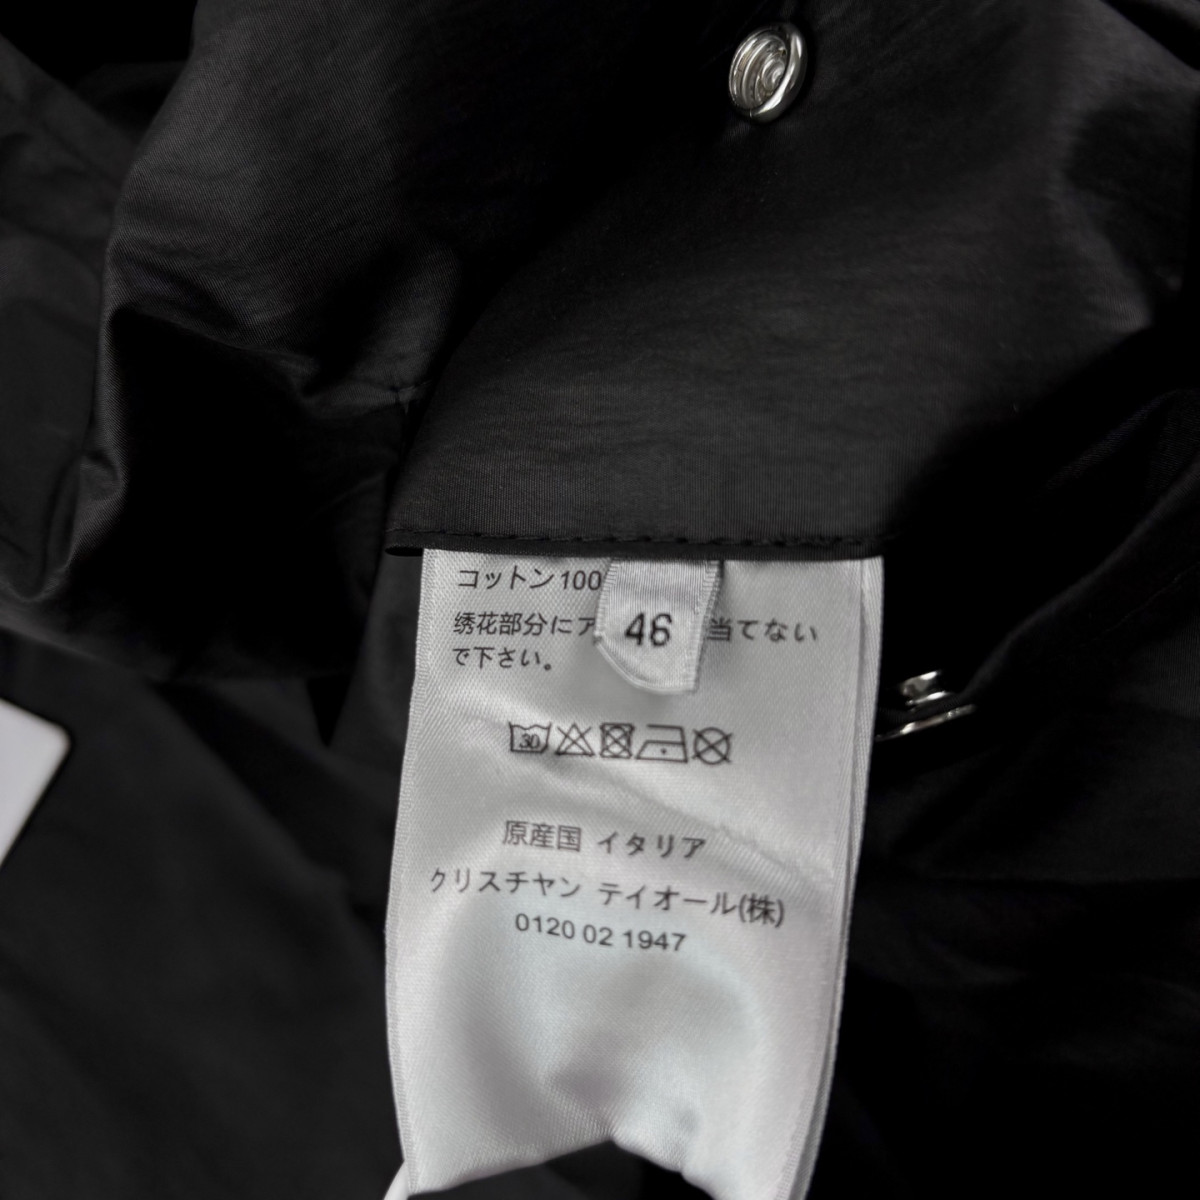 コットン100
46
绣花部分にア 当てない
で下さい。
30
原産国 イタリア
クリスチヤン テイオール(株)
0120 02 1947